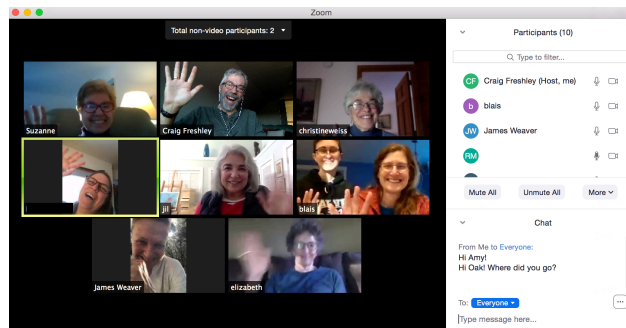 Zoom
Total non-video participants: 2
Suzanne
Craig Freshley
christineweiss
jil
blais
James Weaver
elizabeth
Participants (10)
Type to filter...
CF Craig Freshley (Host, me)
b blais
JW James Weaver
RM
Mute All Unmute All More
Chat
From Me to Everyone:
Hi Amy!
Hi Oak! Where did you go?
To: Everyone
Type message here...